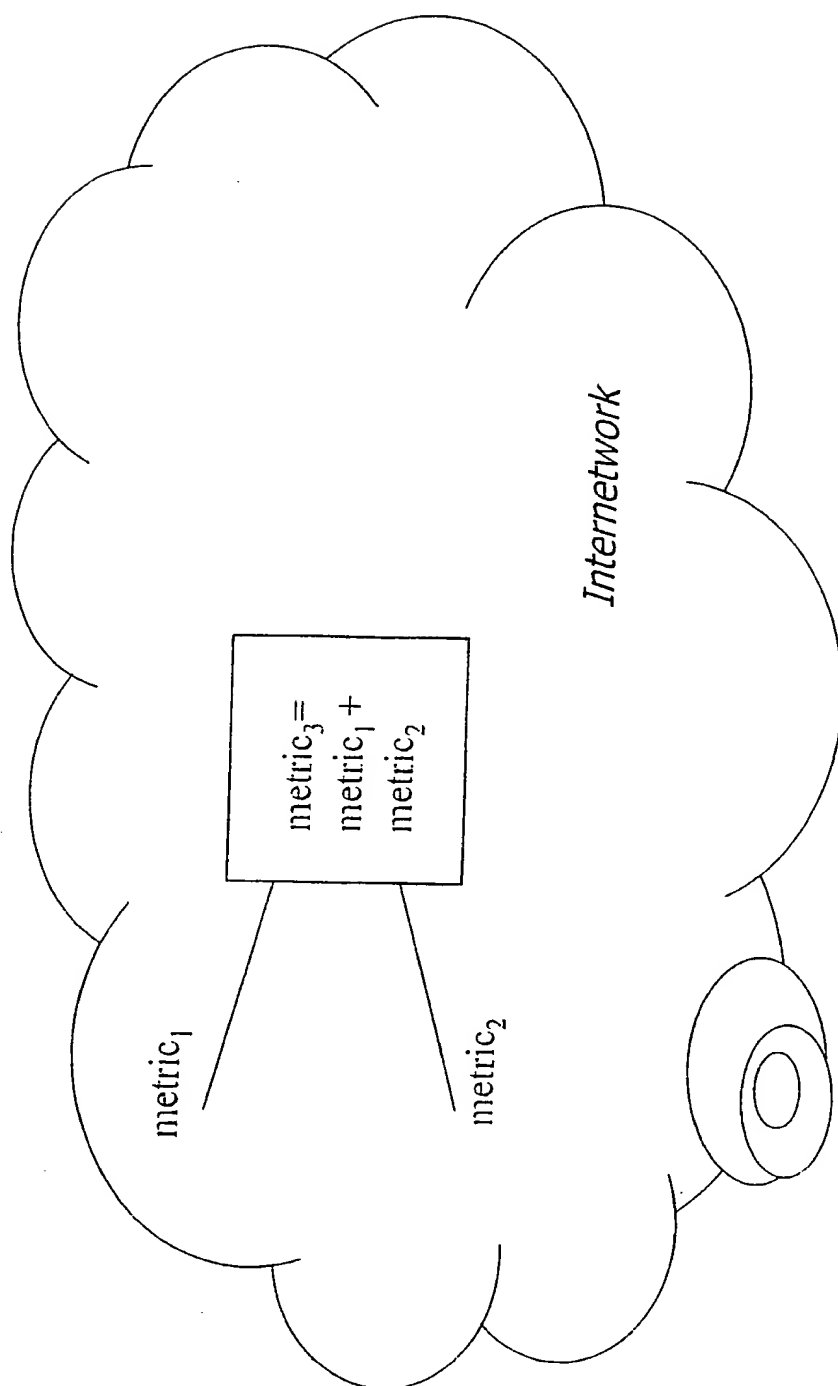 metric₁
metric₃=
metric₁ +
metric₂
metric₂
Internetwork